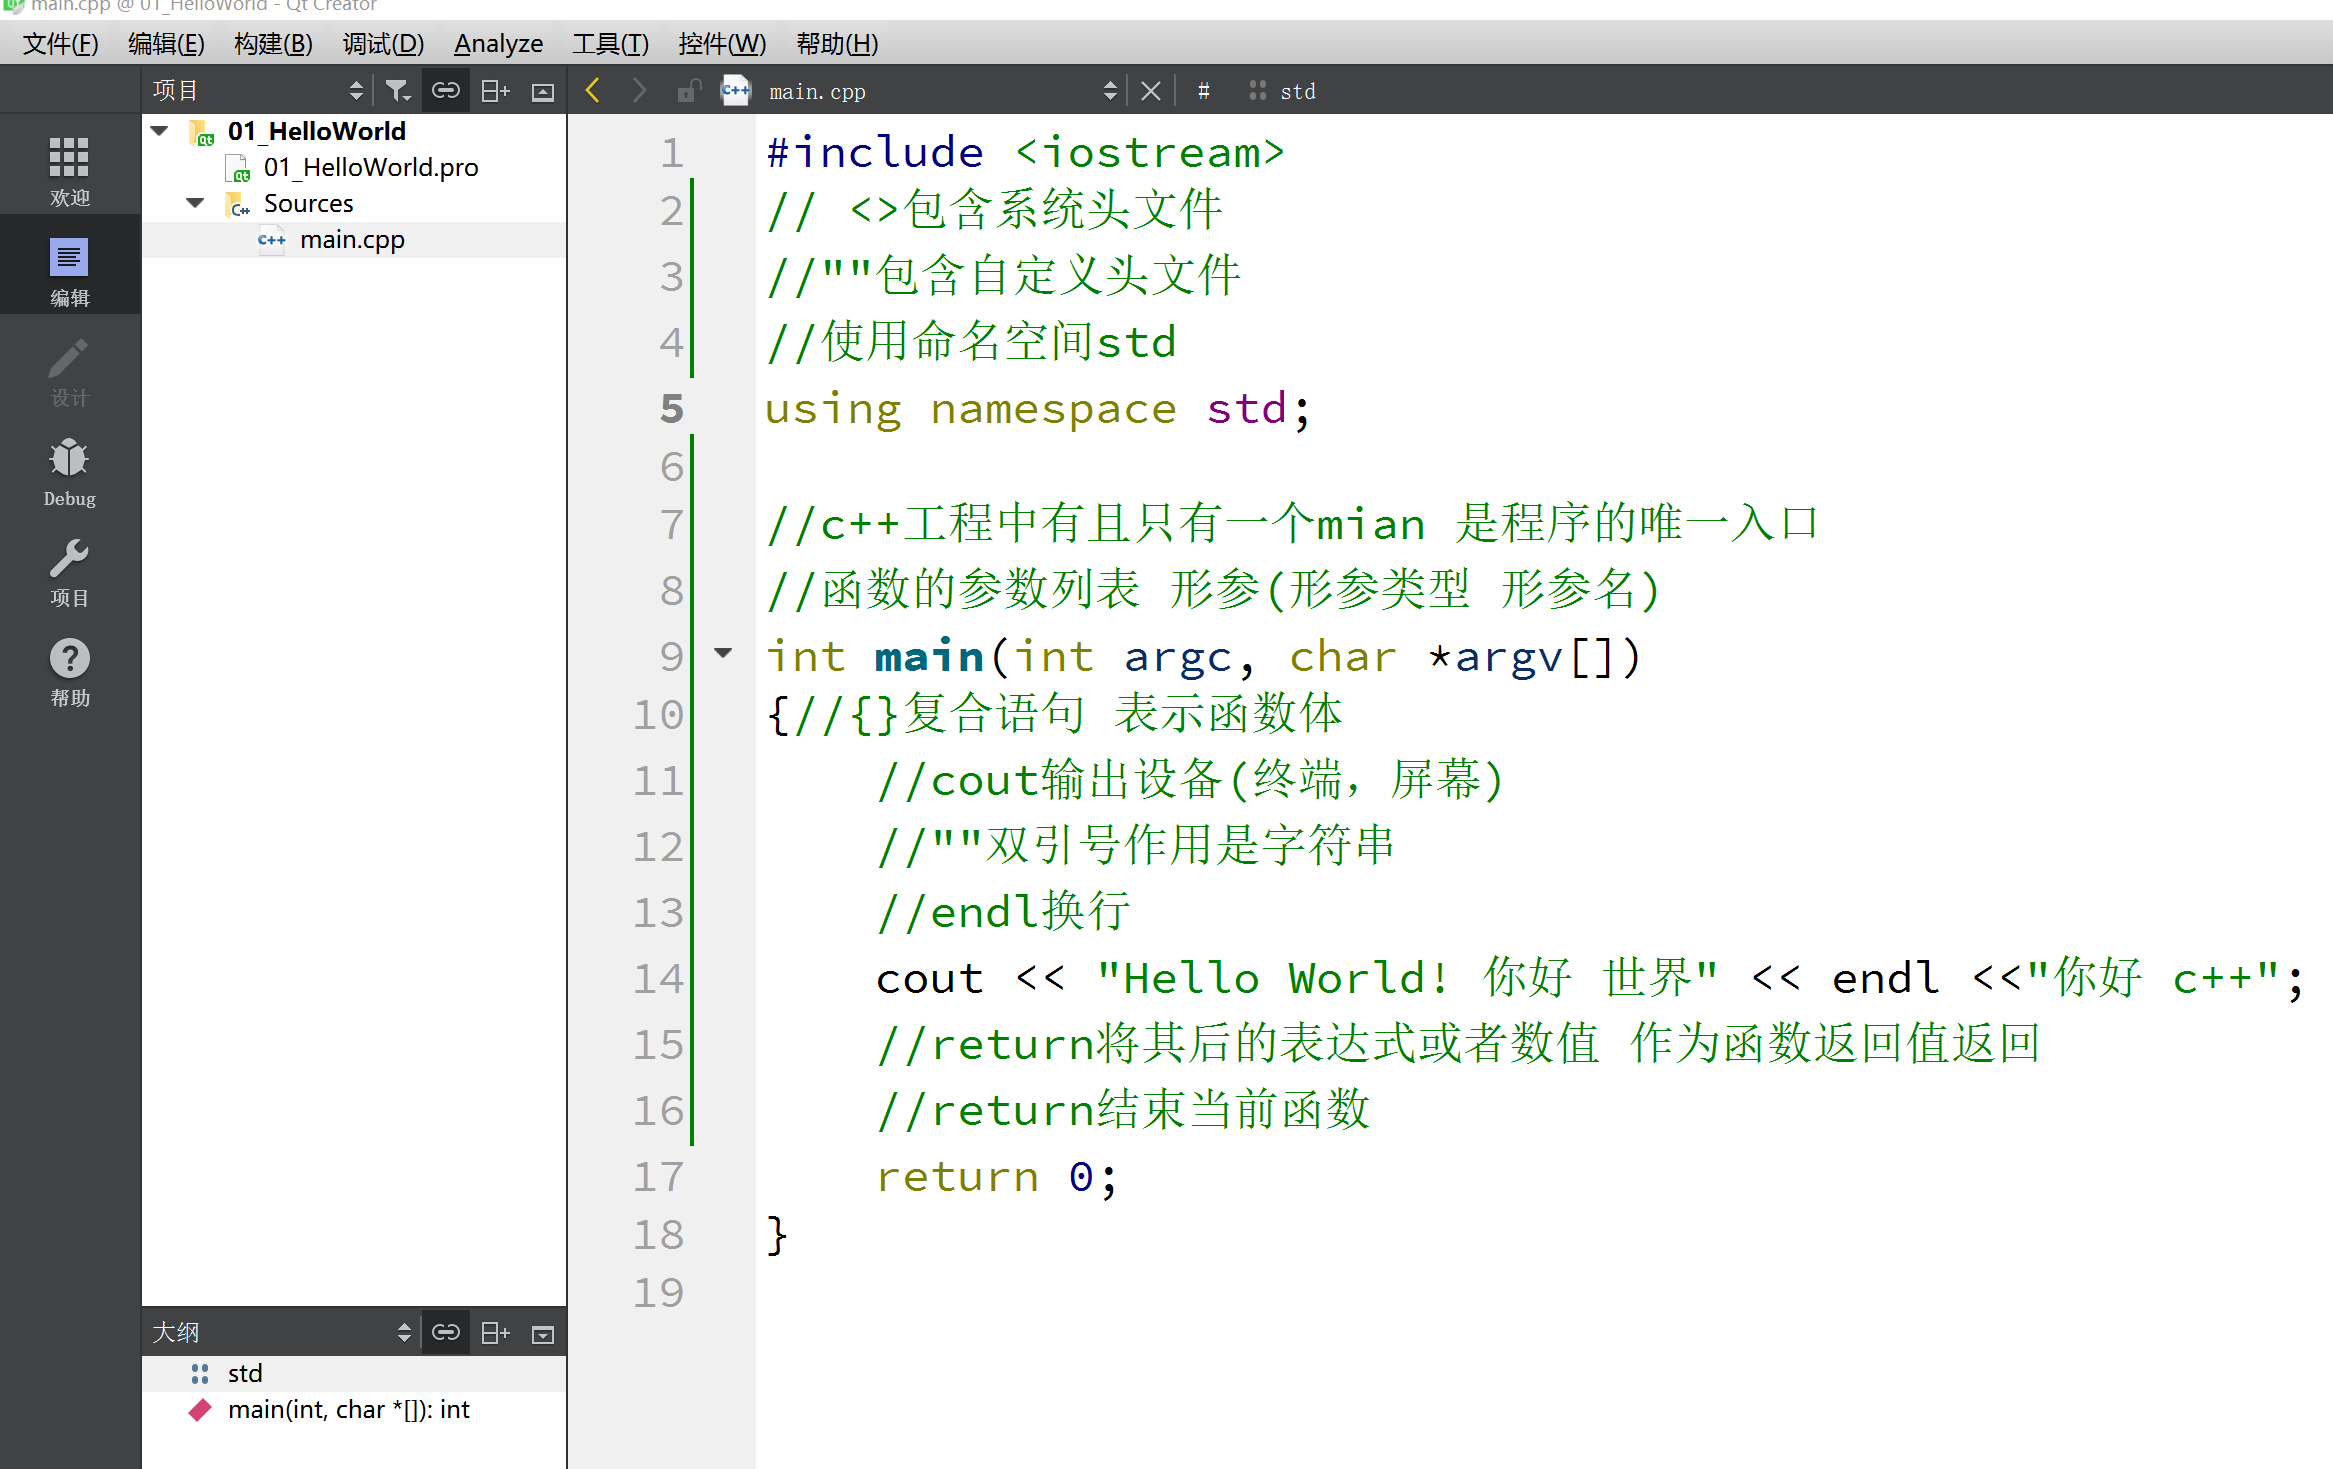 main.cpp @ 01_HelloWorld - Qt Creator
文件(F) 编辑(E) 构建(B) 调试(D) Analyze 工具(T) 控件(W) 帮助(H)
项目
main.cpp # std
欢迎
编辑
设计
Debug
项目
帮助
01_HelloWorld
01_HelloWorld.pro
Sources
main.cpp
1 #include <iostream>
2 // <>包含系统头文件
3 //""包含自定义头文件
4 //使用命名空间std
5 using namespace std;
6
7 //c++工程中有且只有一个mian 是程序的唯一入口
8 //函数的参数列表 形参(形参类型 形参名)
9 int main(int argc, char *argv[])
10 {//{}复合语句 表示函数体
11 //cout输出设备(终端，屏幕)
12 //""双引号作用是字符串
13 //endl换行
14 cout << "Hello World! 你好 世界" << endl <<"你好 c++";
15 //return将其后的表达式或者数值 作为函数返回值返回
16 //return结束当前函数
17 return 0;
18 }
19
大纲
std
main(int, char *[]): int